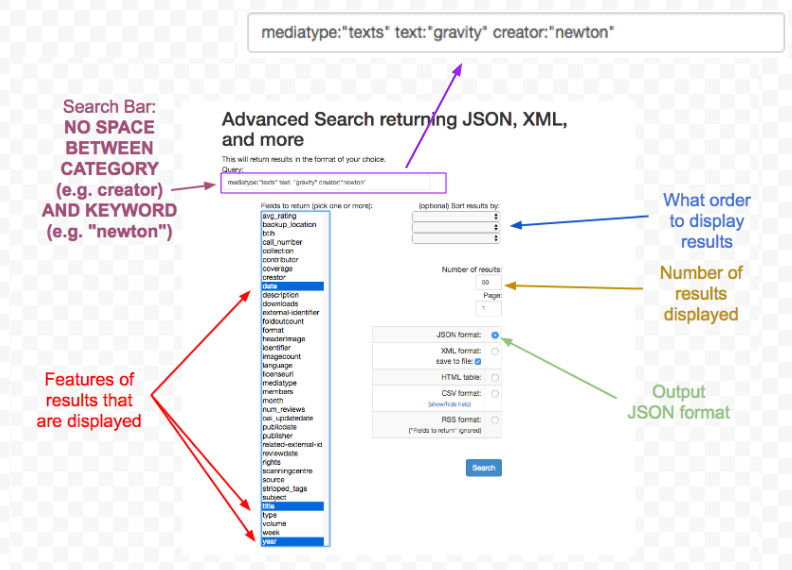 mediatype:"texts" text:"gravity" creator:"newton"
Search Bar:
NO SPACE
BETWEEN
CATEGORY
(e.g. creator)
AND KEYWORD
(e.g. "newton")
Advanced Search returning JSON, XML,
and more
This will return results in the format of your choice.
Query:
mediatype:"texts" text: "gravity" creator:"newton"
Fields to return (pick one or more):
avg_rating
backup_location
btih
call_number
collection
contributor
coverage
creator
date
description
downloads
external-identifier
foldoutcount
format
headerImage
identifier
imagecount
language
licenseurl
mediatype
members
month
num_reviews
oai_updatedate
publicdate
publisher
related-external-id
reviewdate
rights
scanningcentre
source
stripped_tags
subject
title
type
volume
week
year
(optional) Sort results by:
Number of results:
Page:
1
JSON format:
XML format:
save to file:
HTML table:
CSV format:
(show/hide help)
RSS format:
("Fields to return" ignored)
Search
What order
to display
results
Number of
results
displayed
Output
JSON format
Features of
results that
are displayed